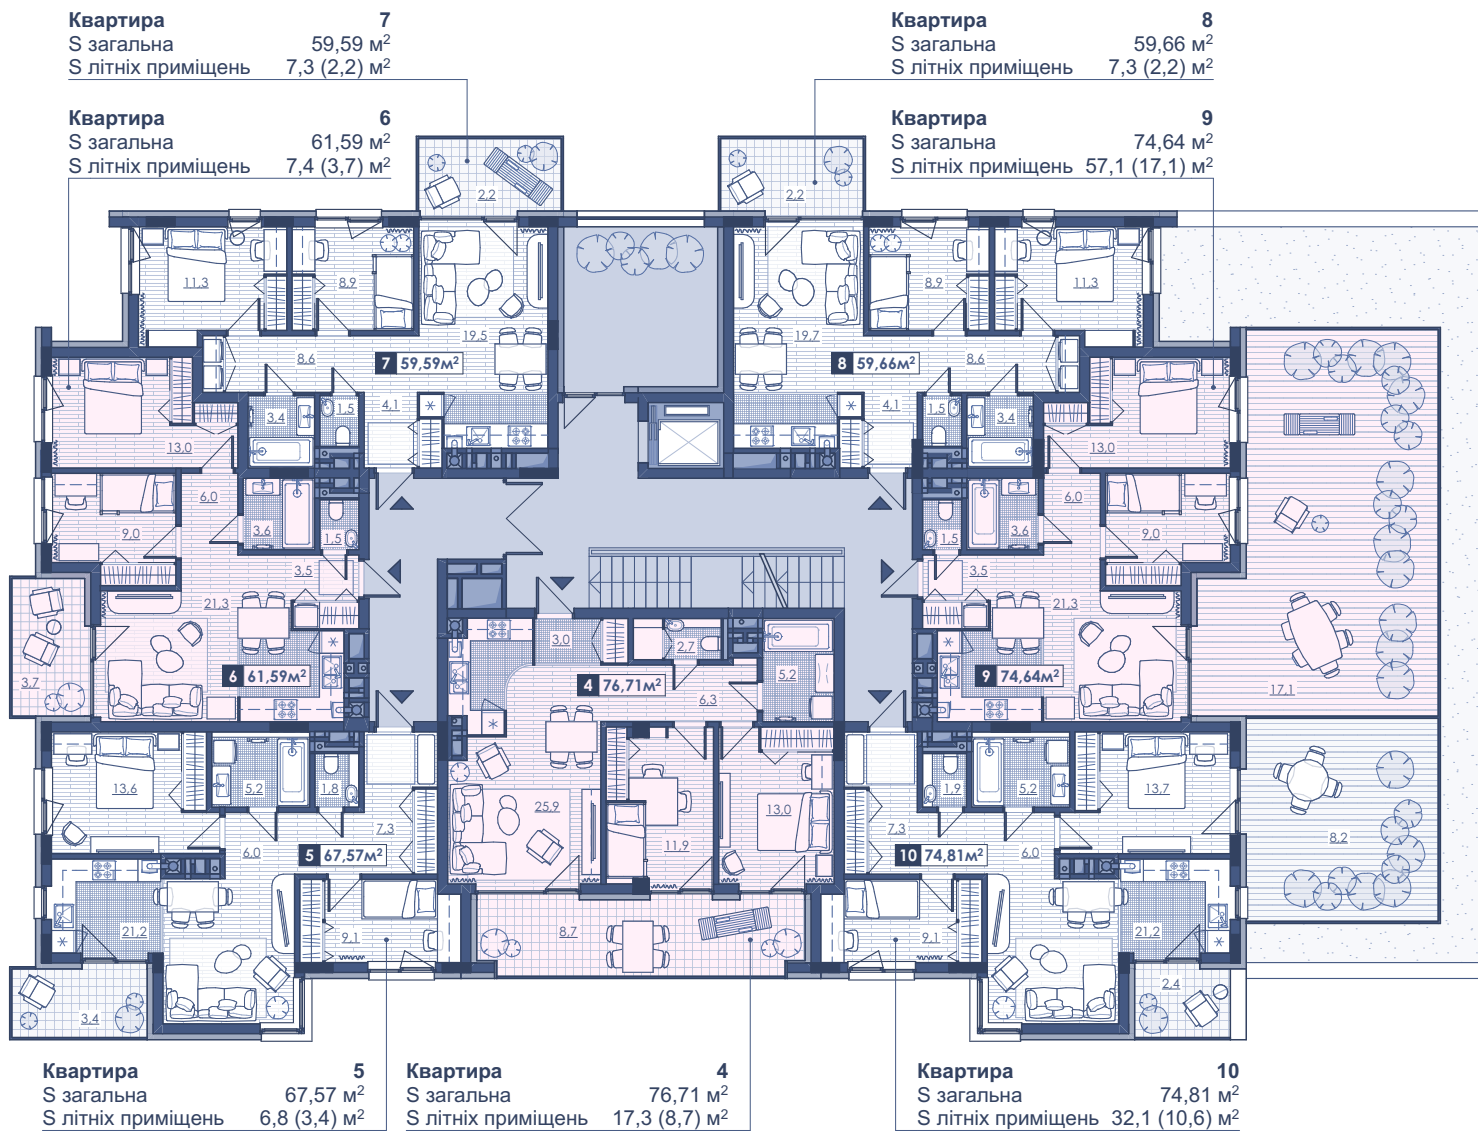 Квартира 7
S загальна 59,59 м²
S літніх приміщень 7,3 (2,2) м²
Квартира 8
S загальна 59,66 м²
S літніх приміщень 7,3 (2,2) м²
Квартира 6
S загальна 61,59 м²
S літніх приміщень 7,4 (3,7) м²
Квартира 9
S загальна 74,64 м²
S літніх приміщень 57,1 (17,1) м²
2,2
2,2
11,3
8,9
19,5
8,6
7 59,59м²
3,4
1,5
4,1
19,7
8,9
11,3
8 59,66м²
8,6
4,1
1,5
3,4
13,0
6,0
9,0
3,6
1,5
3,5
21,3
3,7
6 61,59м²
13,0
6,0
9,0
3,6
1,5
3,5
21,3
9 74,64м²
17,1
3,0
2,7
4 76,71м²
6,3
5,2
25,9
11,9
13,0
8,7
13,6
5,2
1,8
7,3
6,0
5 67,57м²
21,2
9,1
3,4
1,9
5,2
13,7
7,3
10 74,81м²
6,0
21,2
9,1
2,4
8,2
Квартира 5
S загальна 67,57 м²
S літніх приміщень 6,8 (3,4) м²
Квартира 4
S загальна 76,71 м²
S літніх приміщень 17,3 (8,7) м²
Квартира 10
S загальна 74,81 м²
S літніх приміщень 32,1 (10,6) м²